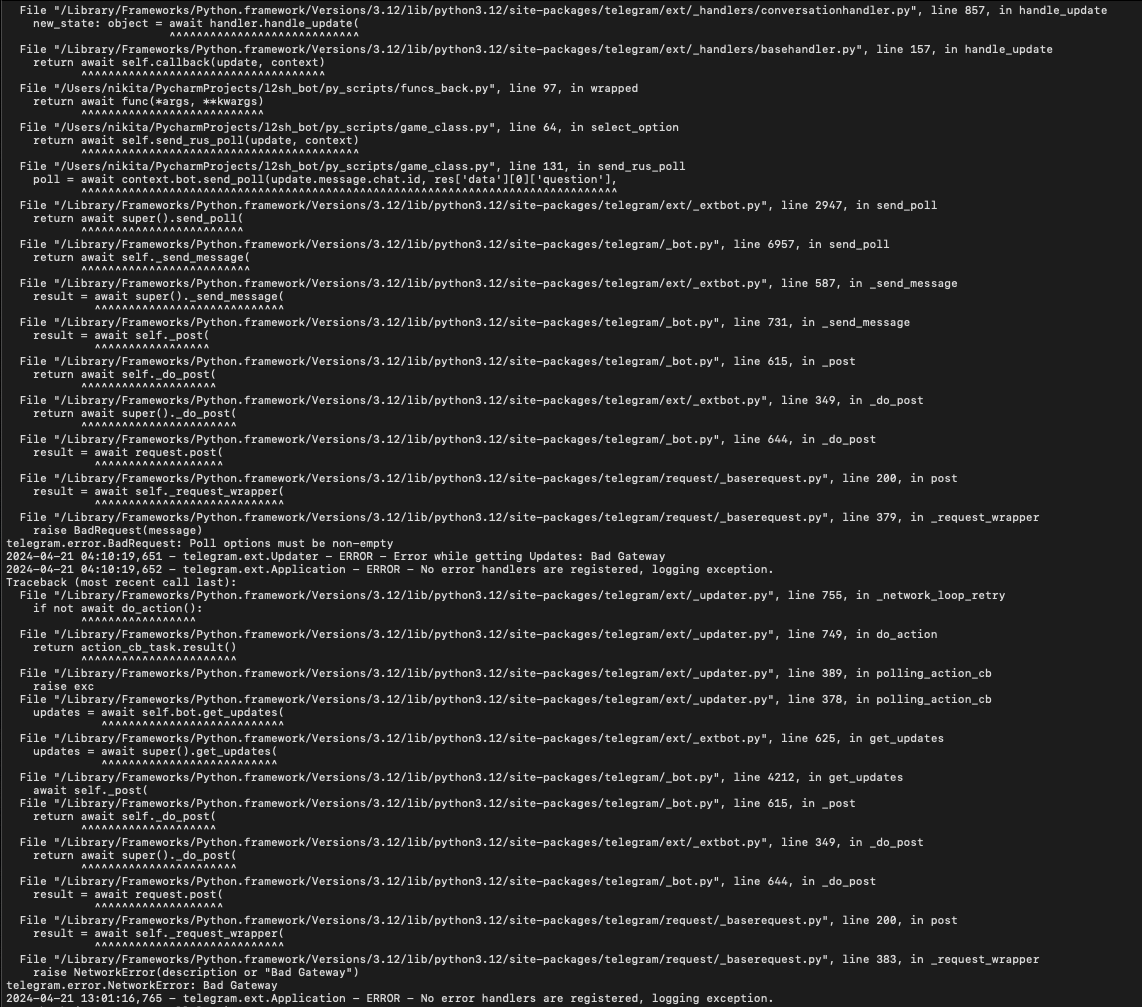 File "/Library/Frameworks/Python.framework/Versions/3.12/lib/python3.12/site-packages/telegram/ext/_handlers/conversationhandler.py", line 857, in handle_update
new_state: object = await handler.handle_update(
^^^^^^^^^^^^^^^^^^^^^^^^^^^^
File "/Library/Frameworks/Python.framework/Versions/3.12/lib/python3.12/site-packages/telegram/ext/_handlers/basehandler.py", line 157, in handle_update
return await self.callback(update, context)
^^^^^^^^^^^^^^^^^^^^^^^^^^^^^^^^^^^^
File "/Users/nikita/PycharmProjects/l2sh_bot/py_scripts/funcs_back.py", line 97, in wrapped
return await func(*args, **kwargs)
^^^^^^^^^^^^^^^^^^^^^^^^^^^
File "/Users/nikita/PycharmProjects/l2sh_bot/py_scripts/game_class.py", line 64, in select_option
return await self.send_rus_poll(update, context)
^^^^^^^^^^^^^^^^^^^^^^^^^^^^^^^^^^^^^^^^^
File "/Users/nikita/PycharmProjects/l2sh_bot/py_scripts/game_class.py", line 131, in send_rus_poll
poll = await context.bot.send_poll(update.message.chat.id, res['data'][0]['question'],
^^^^^^^^^^^^^^^^^^^^^^^^^^^^^^^^^^^^^^^^^^^^^^^^^^^^^^^^^^^^^^^^^^^^^^^^^^^^^^^
File "/Library/Frameworks/Python.framework/Versions/3.12/lib/python3.12/site-packages/telegram/ext/_extbot.py", line 2947, in send_poll
return await super().send_poll(
^^^^^^^^^^^^^^^^^^^^^^^^
File "/Library/Frameworks/Python.framework/Versions/3.12/lib/python3.12/site-packages/telegram/_bot.py", line 6957, in send_poll
return await self._send_message(
^^^^^^^^^^^^^^^^^^^^^^^^^
File "/Library/Frameworks/Python.framework/Versions/3.12/lib/python3.12/site-packages/telegram/ext/_extbot.py", line 587, in _send_message
result = await super()._send_message(
^^^^^^^^^^^^^^^^^^^^^^^^^^^^
File "/Library/Frameworks/Python.framework/Versions/3.12/lib/python3.12/site-packages/telegram/_bot.py", line 731, in _send_message
result = await self._post(
^^^^^^^^^^^^^^^^^
File "/Library/Frameworks/Python.framework/Versions/3.12/lib/python3.12/site-packages/telegram/_bot.py", line 615, in _post
return await self._do_post(
^^^^^^^^^^^^^^^^^^^^
File "/Library/Frameworks/Python.framework/Versions/3.12/lib/python3.12/site-packages/telegram/ext/_extbot.py", line 349, in _do_post
return await super()._do_post(
^^^^^^^^^^^^^^^^^^^^^^^
File "/Library/Frameworks/Python.framework/Versions/3.12/lib/python3.12/site-packages/telegram/_bot.py", line 644, in _do_post
result = await request.post(
^^^^^^^^^^^^^^^^^^^
File "/Library/Frameworks/Python.framework/Versions/3.12/lib/python3.12/site-packages/telegram/request/_baserequest.py", line 200, in post
result = await self._request_wrapper(
^^^^^^^^^^^^^^^^^^^^^^^^^^^^
File "/Library/Frameworks/Python.framework/Versions/3.12/lib/python3.12/site-packages/telegram/request/_baserequest.py", line 379, in _request_wrapper
raise BadRequest(message)
telegram.error.BadRequest: Poll options must be non-empty
2024-04-21 04:10:19,651 - telegram.ext.Updater - ERROR - Error while getting Updates: Bad Gateway
2024-04-21 04:10:19,652 - telegram.ext.Application - ERROR - No error handlers are registered, logging exception.
Traceback (most recent call last):
File "/Library/Frameworks/Python.framework/Versions/3.12/lib/python3.12/site-packages/telegram/ext/_updater.py", line 755, in _network_loop_retry
if not await do_action():
^^^^^^^^^^^^^^^^^
File "/Library/Frameworks/Python.framework/Versions/3.12/lib/python3.12/site-packages/telegram/ext/_updater.py", line 749, in do_action
return action_cb_task.result()
^^^^^^^^^^^^^^^^^^^^^^^
File "/Library/Frameworks/Python.framework/Versions/3.12/lib/python3.12/site-packages/telegram/ext/_updater.py", line 389, in polling_action_cb
raise exc
File "/Library/Frameworks/Python.framework/Versions/3.12/lib/python3.12/site-packages/telegram/ext/_updater.py", line 378, in polling_action_cb
updates = await self.bot.get_updates(
^^^^^^^^^^^^^^^^^^^^^^^^^^^
File "/Library/Frameworks/Python.framework/Versions/3.12/lib/python3.12/site-packages/telegram/ext/_extbot.py", line 625, in get_updates
updates = await super().get_updates(
^^^^^^^^^^^^^^^^^^^^^^^^^^
File "/Library/Frameworks/Python.framework/Versions/3.12/lib/python3.12/site-packages/telegram/_bot.py", line 4212, in get_updates
await self._post(
File "/Library/Frameworks/Python.framework/Versions/3.12/lib/python3.12/site-packages/telegram/_bot.py", line 615, in _post
return await self._do_post(
^^^^^^^^^^^^^^^^^^^^
File "/Library/Frameworks/Python.framework/Versions/3.12/lib/python3.12/site-packages/telegram/ext/_extbot.py", line 349, in _do_post
return await super()._do_post(
^^^^^^^^^^^^^^^^^^^^^^^
File "/Library/Frameworks/Python.framework/Versions/3.12/lib/python3.12/site-packages/telegram/_bot.py", line 644, in _do_post
result = await request.post(
^^^^^^^^^^^^^^^^^^^
File "/Library/Frameworks/Python.framework/Versions/3.12/lib/python3.12/site-packages/telegram/request/_baserequest.py", line 200, in post
result = await self._request_wrapper(
^^^^^^^^^^^^^^^^^^^^^^^^^^^^
File "/Library/Frameworks/Python.framework/Versions/3.12/lib/python3.12/site-packages/telegram/request/_baserequest.py", line 383, in _request_wrapper
raise NetworkError(description or "Bad Gateway")
telegram.error.NetworkError: Bad Gateway
2024-04-21 13:01:16,765 - telegram.ext.Application - ERROR - No error handlers are registered, logging exception.